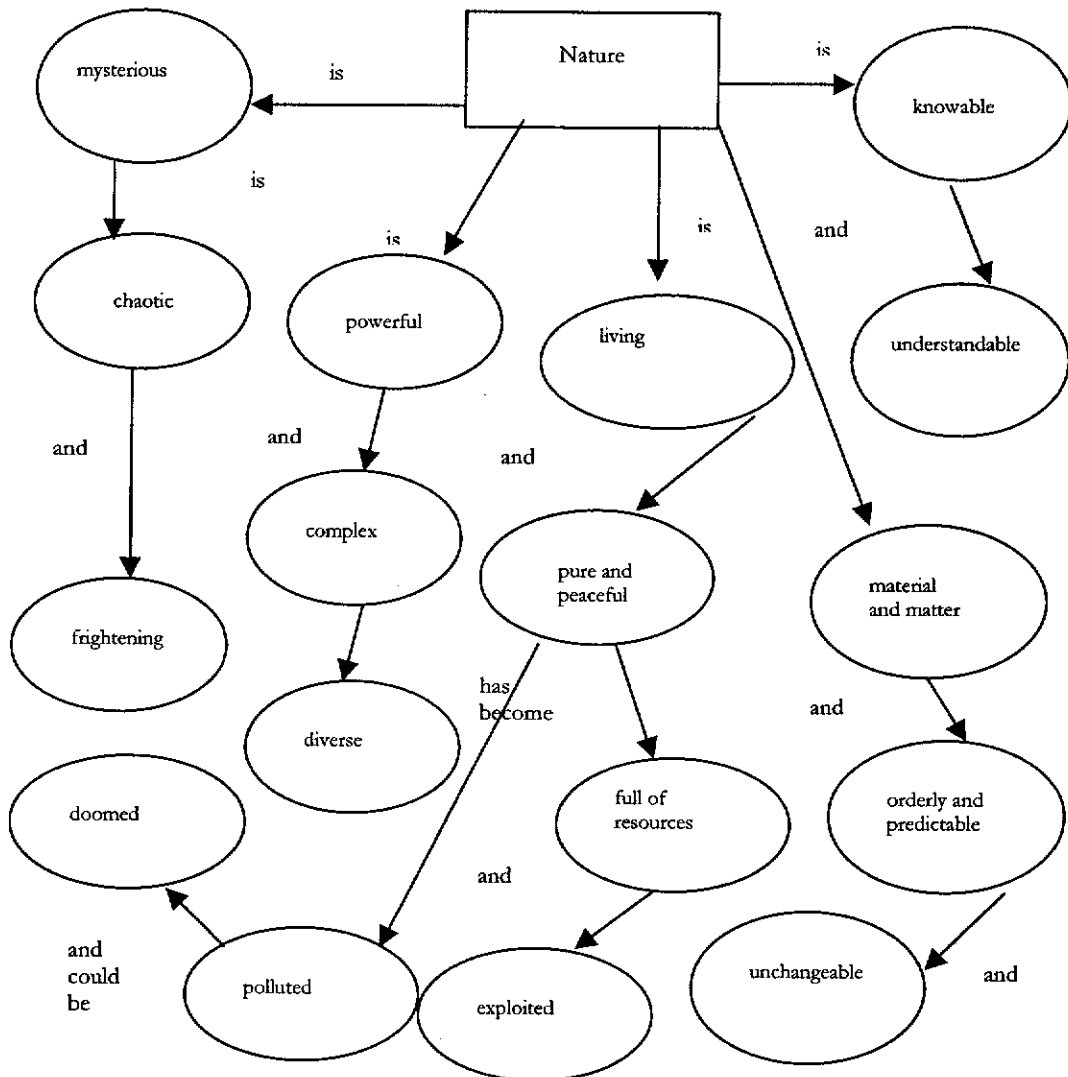 Nature
is
mysterious
is
knowable
is
and
is
is
chaotic
powerful
living
understandable
and
and
and
complex
pure and
peaceful
material
and matter
frightening
has
become
and
diverse
doomed
full of
resources
orderly and
predictable
and
and
could
be
polluted
exploited
unchangeable
and